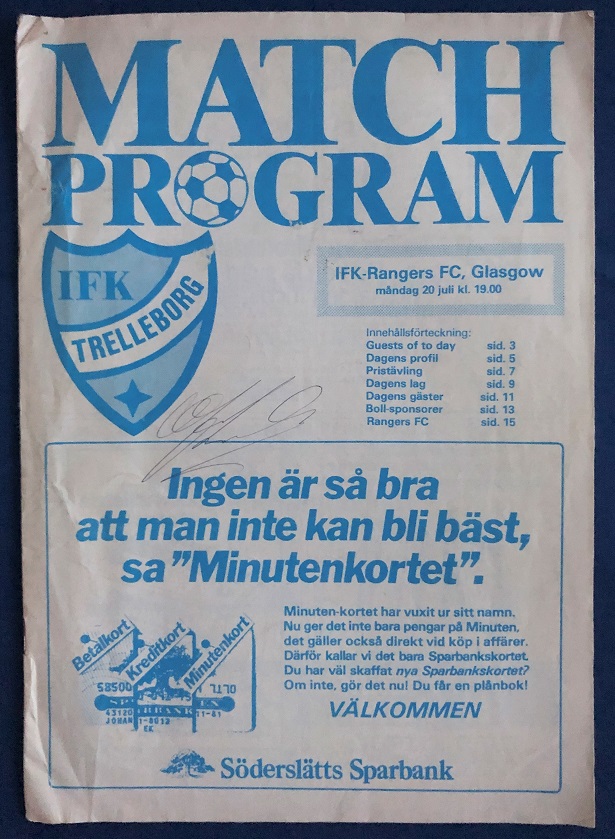 MATCH
PROGRAM
IFK
TRELLEBORG
IFK-Rangers FC, Glasgow
måndag 20 juli kl. 19.00
Innehållsförteckning:
Guests of to day sid. 3
Dagens profil sid. 5
Pristävling sid. 7
Dagens lag sid. 9
Dagens gäster sid. 11
Boll-sponsorer sid. 13
Rangers FC sid. 15
Ingen är så bra
att man inte kan bli bäst,
sa "Minutenkortet".
Minuten-kortet har vuxit ur sitt namn.
Nu ger det inte bara pengar på Minuten,
det gäller också direkt vid köp i affärer.
Därför kallar vi det bara Sparbankskortet.
Du har väl skaffat nya Sparbankskortet?
Om inte, gör det nu! Du får en plånbok!
VÄLKOMMEN
Betalkort
Kreditkort
Minutenkort
58500
43120
JOHAN
EK
Söderslätts Sparbank